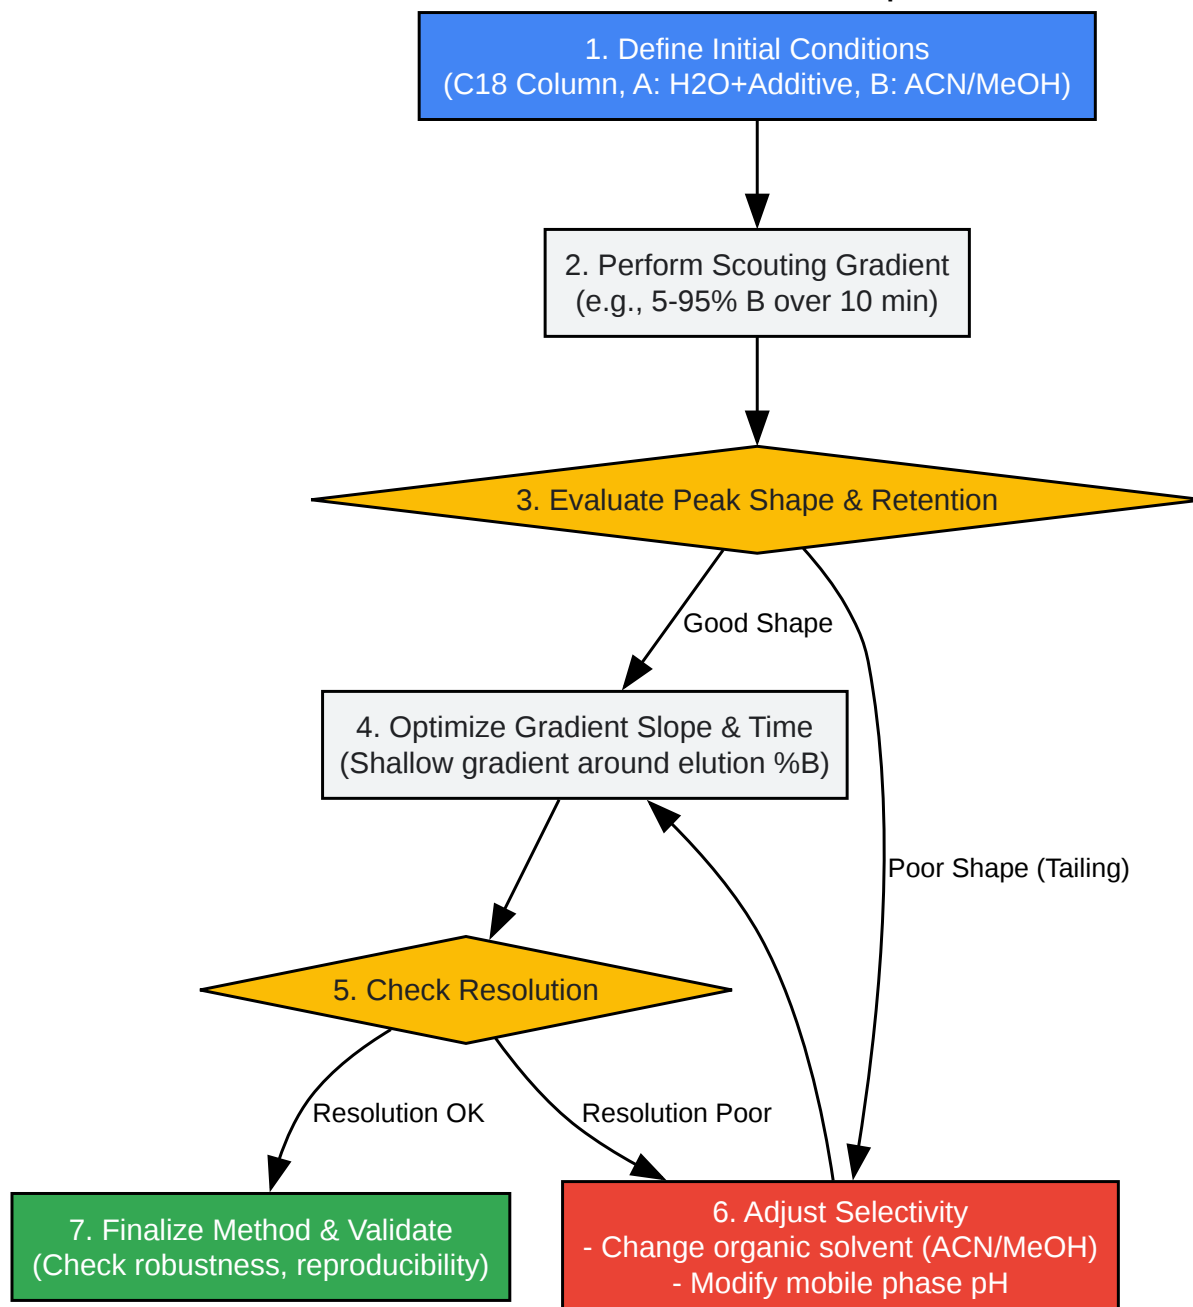 1. Define Initial Conditions
(C18 Column, A: H2O+Additive, B: ACN/MeOH)
2. Perform Scouting Gradient
(e.g., 5-95% B over 10 min)
3. Evaluate Peak Shape & Retention
Good Shape
4. Optimize Gradient Slope & Time
(Shallow gradient around elution %B)
Poor Shape (Tailing)
5. Check Resolution
Resolution OK
Resolution Poor
7. Finalize Method & Validate
(Check robustness, reproducibility)
6. Adjust Selectivity
- Change organic solvent (ACN/MeOH)
- Modify mobile phase pH